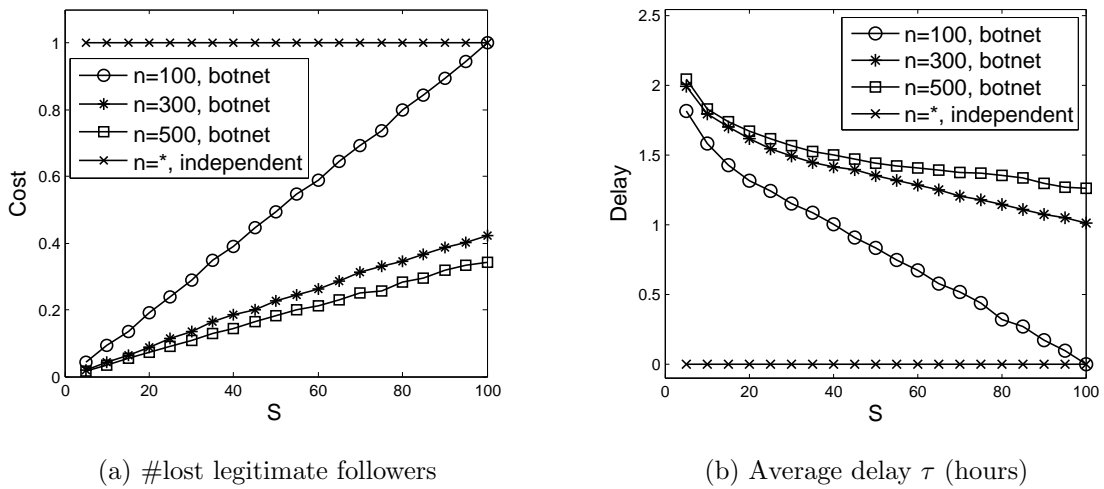 1
0.8
0.6
0.4
0.2
0
Cost
n=100, botnet
n=300, botnet
n=500, botnet
n=*, independent
0 20 40 60 80 100
S
(a) #lost legitimate followers
2.5
2
1.5
1
0.5
0
Delay
n=100, botnet
n=300, botnet
n=500, botnet
n=*, independent
0 20 40 60 80 100
S
(b) Average delay τ (hours)